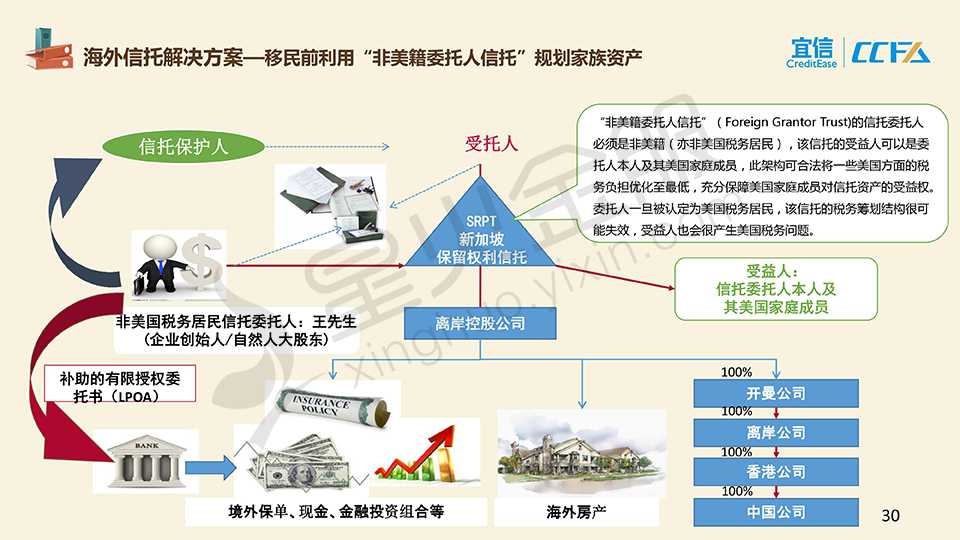 海外信托解决方案—移民前利用“非美籍委托人信托”规划家族资产
宜信
CreditEase
CCFA
信托保护人
受托人
“非美籍委托人信托”（Foreign Grantor Trust)的信托委托人
必须是非美籍（亦非美国税务居民），该信托的受益人可以是委
托人本人及其美国家庭成员，此架构可合法将一些美国方面的税
务负担优化至最低，充分保障美国家庭成员对信托资产的受益权。
委托人一旦被认定为美国税务居民，该信托的税务筹划结构很可
能失效，受益人也会很产生美国税务问题。
SRPT
新加坡
保留权利信托
受益人：
信托委托人本人及
其美国家庭成员
非美国税务居民信托委托人：王先生
(企业创始人/自然人大股东)
离岸控股公司
补助的有限授权委
托书（LPOA）
INSURANCE
POLICY
BANK
境外保单、现金、金融投资组合等
海外房产
100%
开曼公司
100%
离岸公司
100%
香港公司
100%
中国公司
30
星火金服
xinghuo.yixin.com